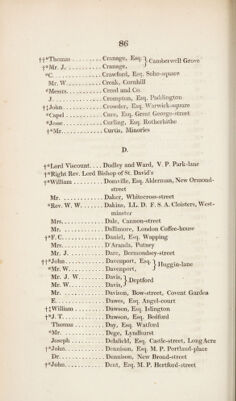 86
††*Thomas ........ Cranage, Esq. } Camberwell Grove
†*Mr. J. ........ Cranage,
*C. ........ Crawford, Esq. Soho-square
Mr. W. ........ Creak, Cornhill
*Messrs. ........ Creed and Co.
J. ........ Crompton, Esq. Paddington
‡‡John ........ Crowder, Esq. Warwick-square
*Capel ........ Cure, Esq. Great George-street
*Jesse ........ Curling, Esq. Rotherhithe
†*Mr. ........ Curtis, Minories
D.
†*Lord Viscount .... Dudley and Ward, V. P. Park-lane
†*Right Rev. Lord Bishop of St. David's
†*William ........ Domville, Esq. Alderman, New Ormond-
street
Mr. ........ Daker, Whitecross-street
*Rev. W. W. ........ Dakins, LL. D. F. S. A. Cloisters, West-
minster
Mrs. ........ Dale, Cannon-street
Mr. ........ Dallimore, London Coffee-house
†*F. C. ........ Daniel, Esq. Wapping
Mrs. ........ D'Aranda, Putney
Mr. J. ........ Dare, Bermondsey-street
††*John ........ Davenport, Esq. } Huggin-lane
*Mr. W. ........ Davenport,
Mr. J. W. ........ Davis, } Deptford
Mr. W. ........ Davis,
Mr. ........ Davison, Bow-street, Covent Garden
E. ........ Dawes, Esq. Angel-court
†‡William ........ Dawson, Esq. Islington
†*J. T. ........ Dawson, Esq. Bedford
Thomas ........ Day, Esq. Watford
*Mr. ........ Dege, Lyndhurst
Joseph ........ Delafield, Esq. Castle-street, Long Acre
†*John ........ Dennison, Esq. M. P. Portland-place
Dr. ........ Dennison, New Broad-street
†*John ........ Dent, Esq. M. P. Hertford-street